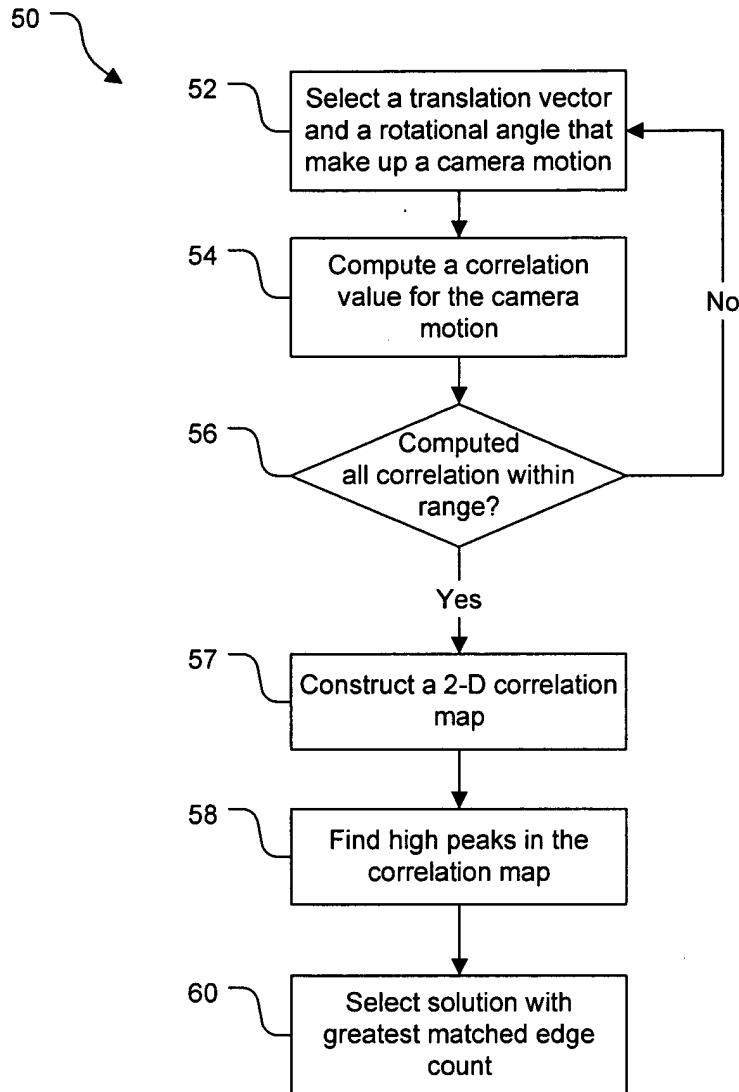 50
52
Select a translation vector
and a rotational angle that
make up a camera motion
54
Compute a correlation
value for the camera
motion
No
56
Computed
all correlation within
range?
Yes
57
Construct a 2-D correlation
map
58
Find high peaks in the
correlation map
60
Select solution with
greatest matched edge
count